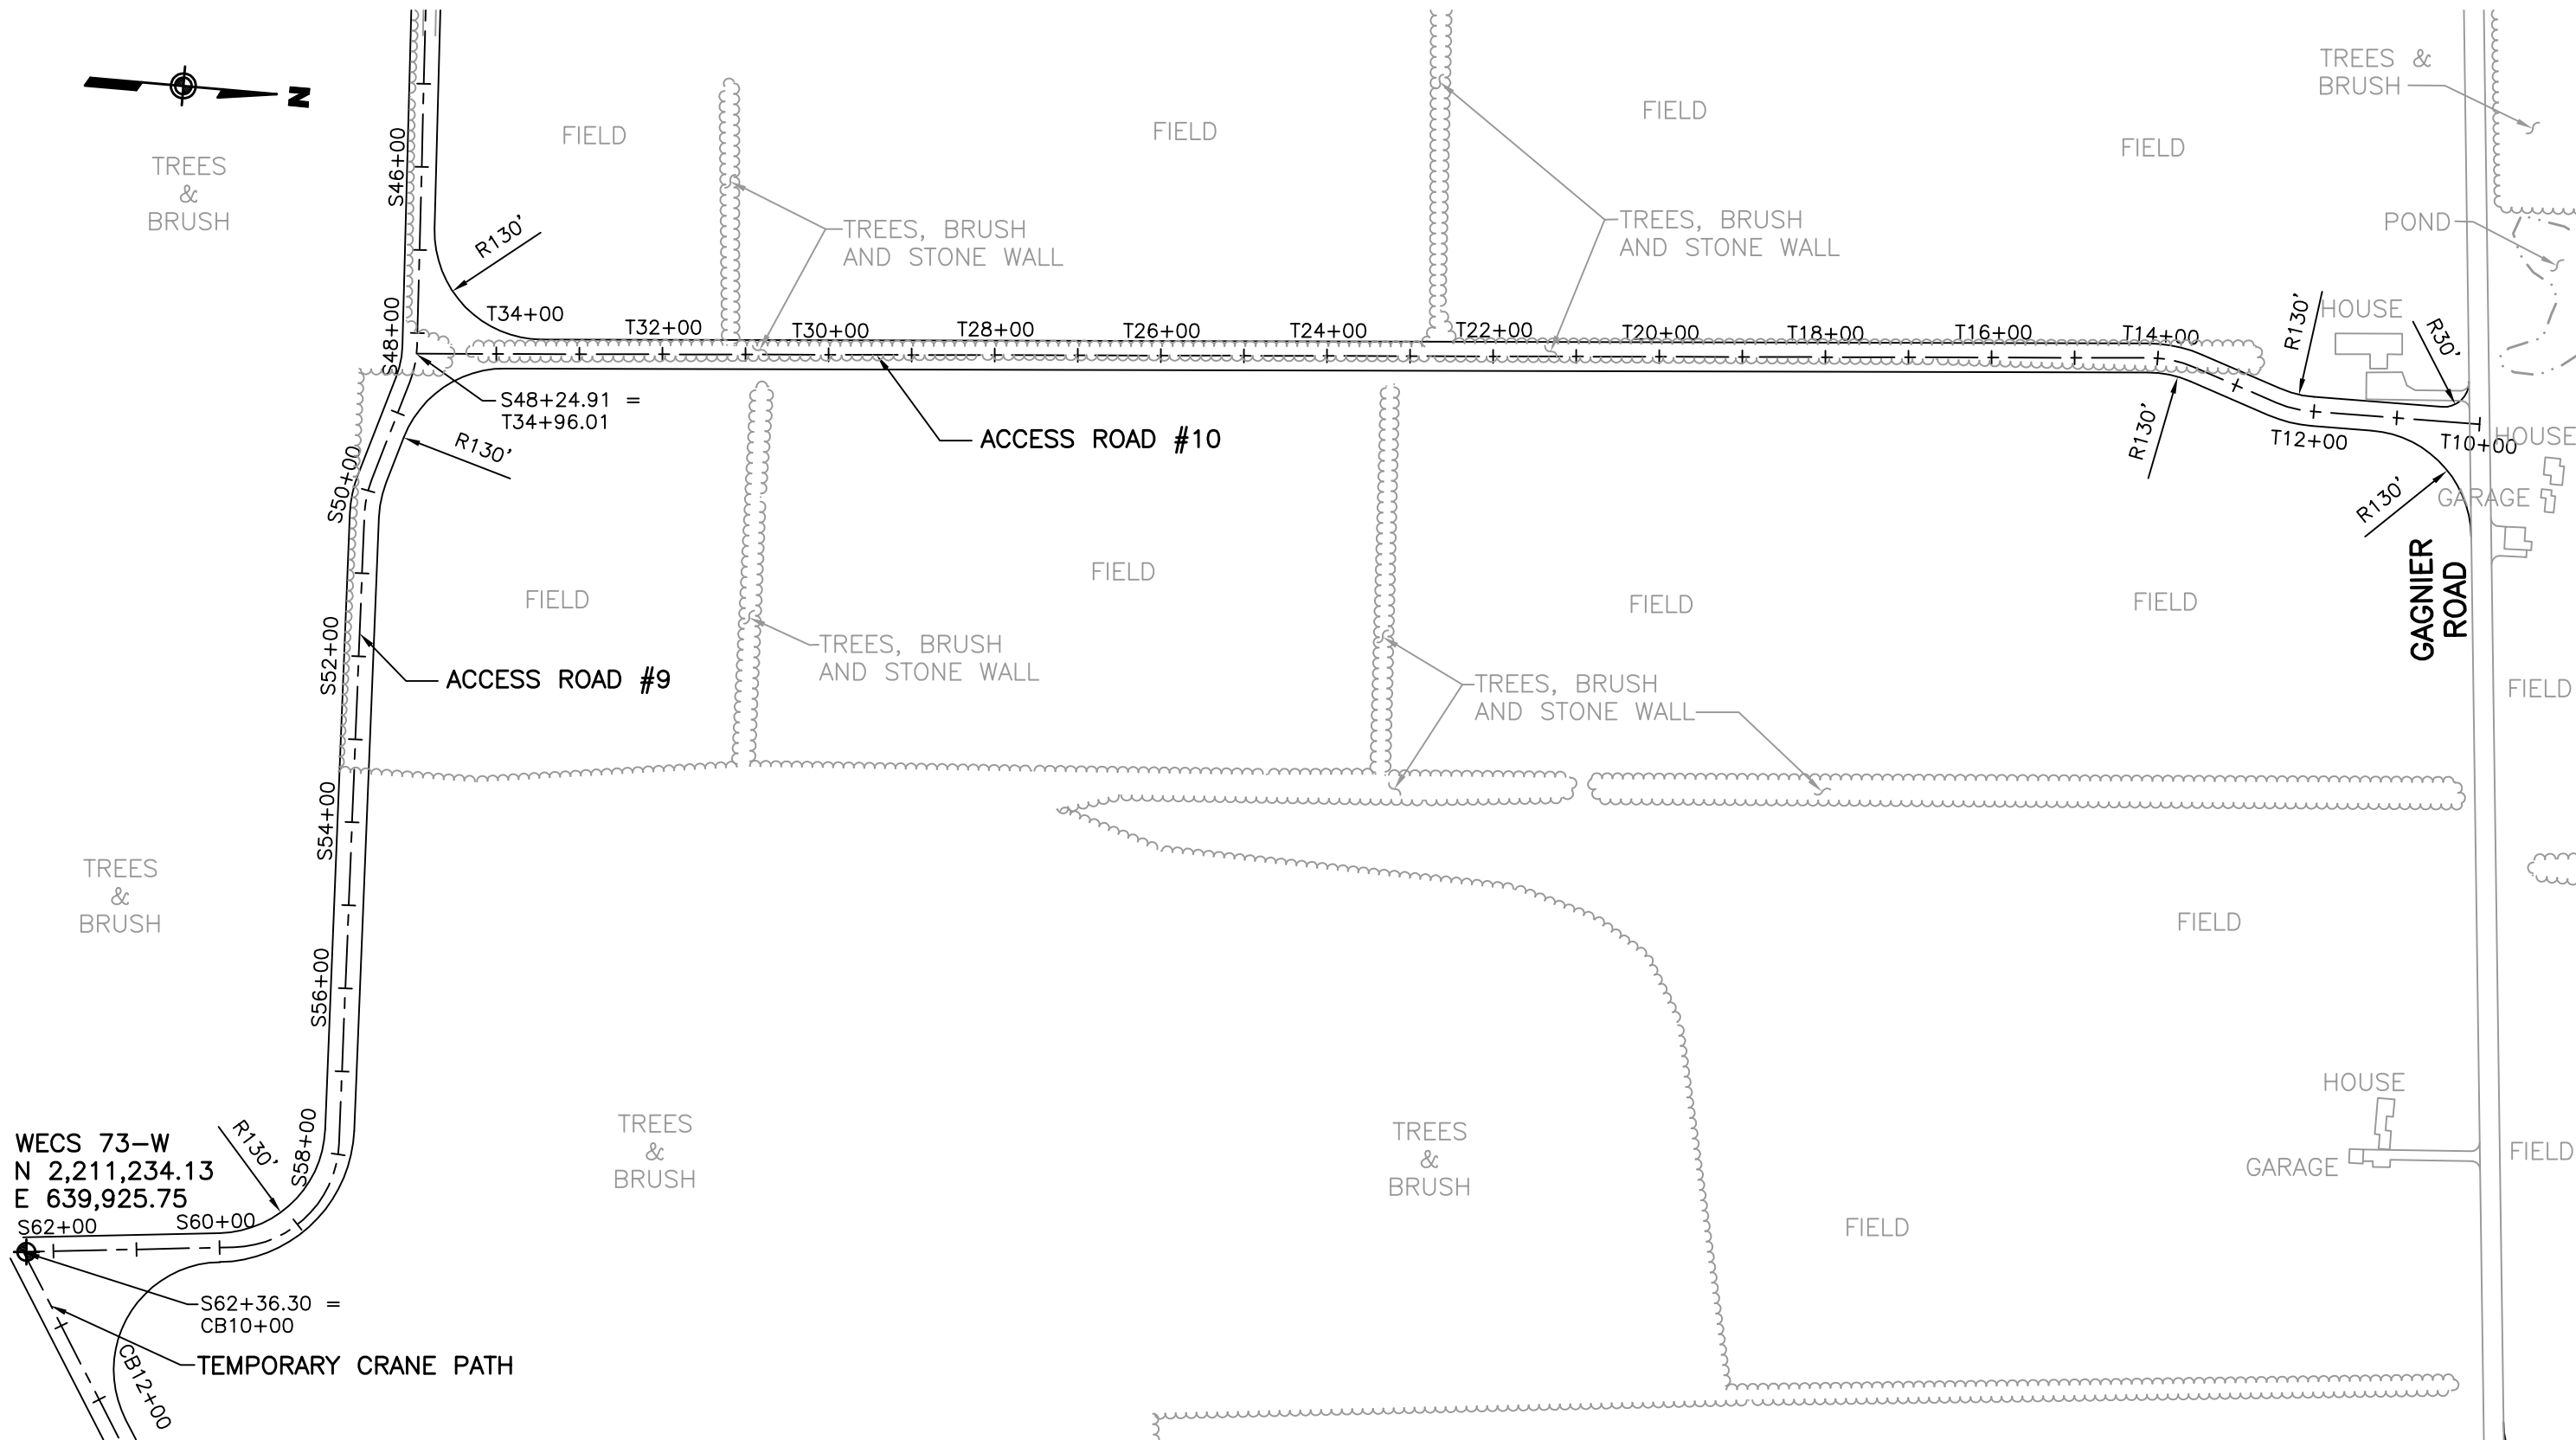 N
TREES
&
BRUSH
FIELD
FIELD
FIELD
FIELD
TREES &
BRUSH
POND
HOUSE
S46+00
S48+00
R130'
TREES, BRUSH
AND STONE WALL
TREES, BRUSH
AND STONE WALL
T34+00
T32+00
T30+00
T28+00
T26+00
T24+00
T22+00
T20+00
T18+00
T16+00
T14+00
R130'
R30'
S48+24.91 =
T34+96.01
R130'
ACCESS ROAD #10
R130'
T12+00
T10+00
HOUSE
GARAGE
R130'
GAGNIER
ROAD
S50+00
FIELD
FIELD
FIELD
FIELD
S52+00
ACCESS ROAD #9
TREES, BRUSH
AND STONE WALL
TREES, BRUSH
AND STONE WALL
FIELD
S54+00
TREES
&
BRUSH
FIELD
S56+00
S58+00
R130'
WECS 73-W
N 2,211,234.13
E 639,925.75
S62+00
S60+00
TREES
&
BRUSH
TREES
&
BRUSH
HOUSE
GARAGE
FIELD
FIELD
S62+36.30 =
CB10+00
TEMPORARY CRANE PATH
CB12+00